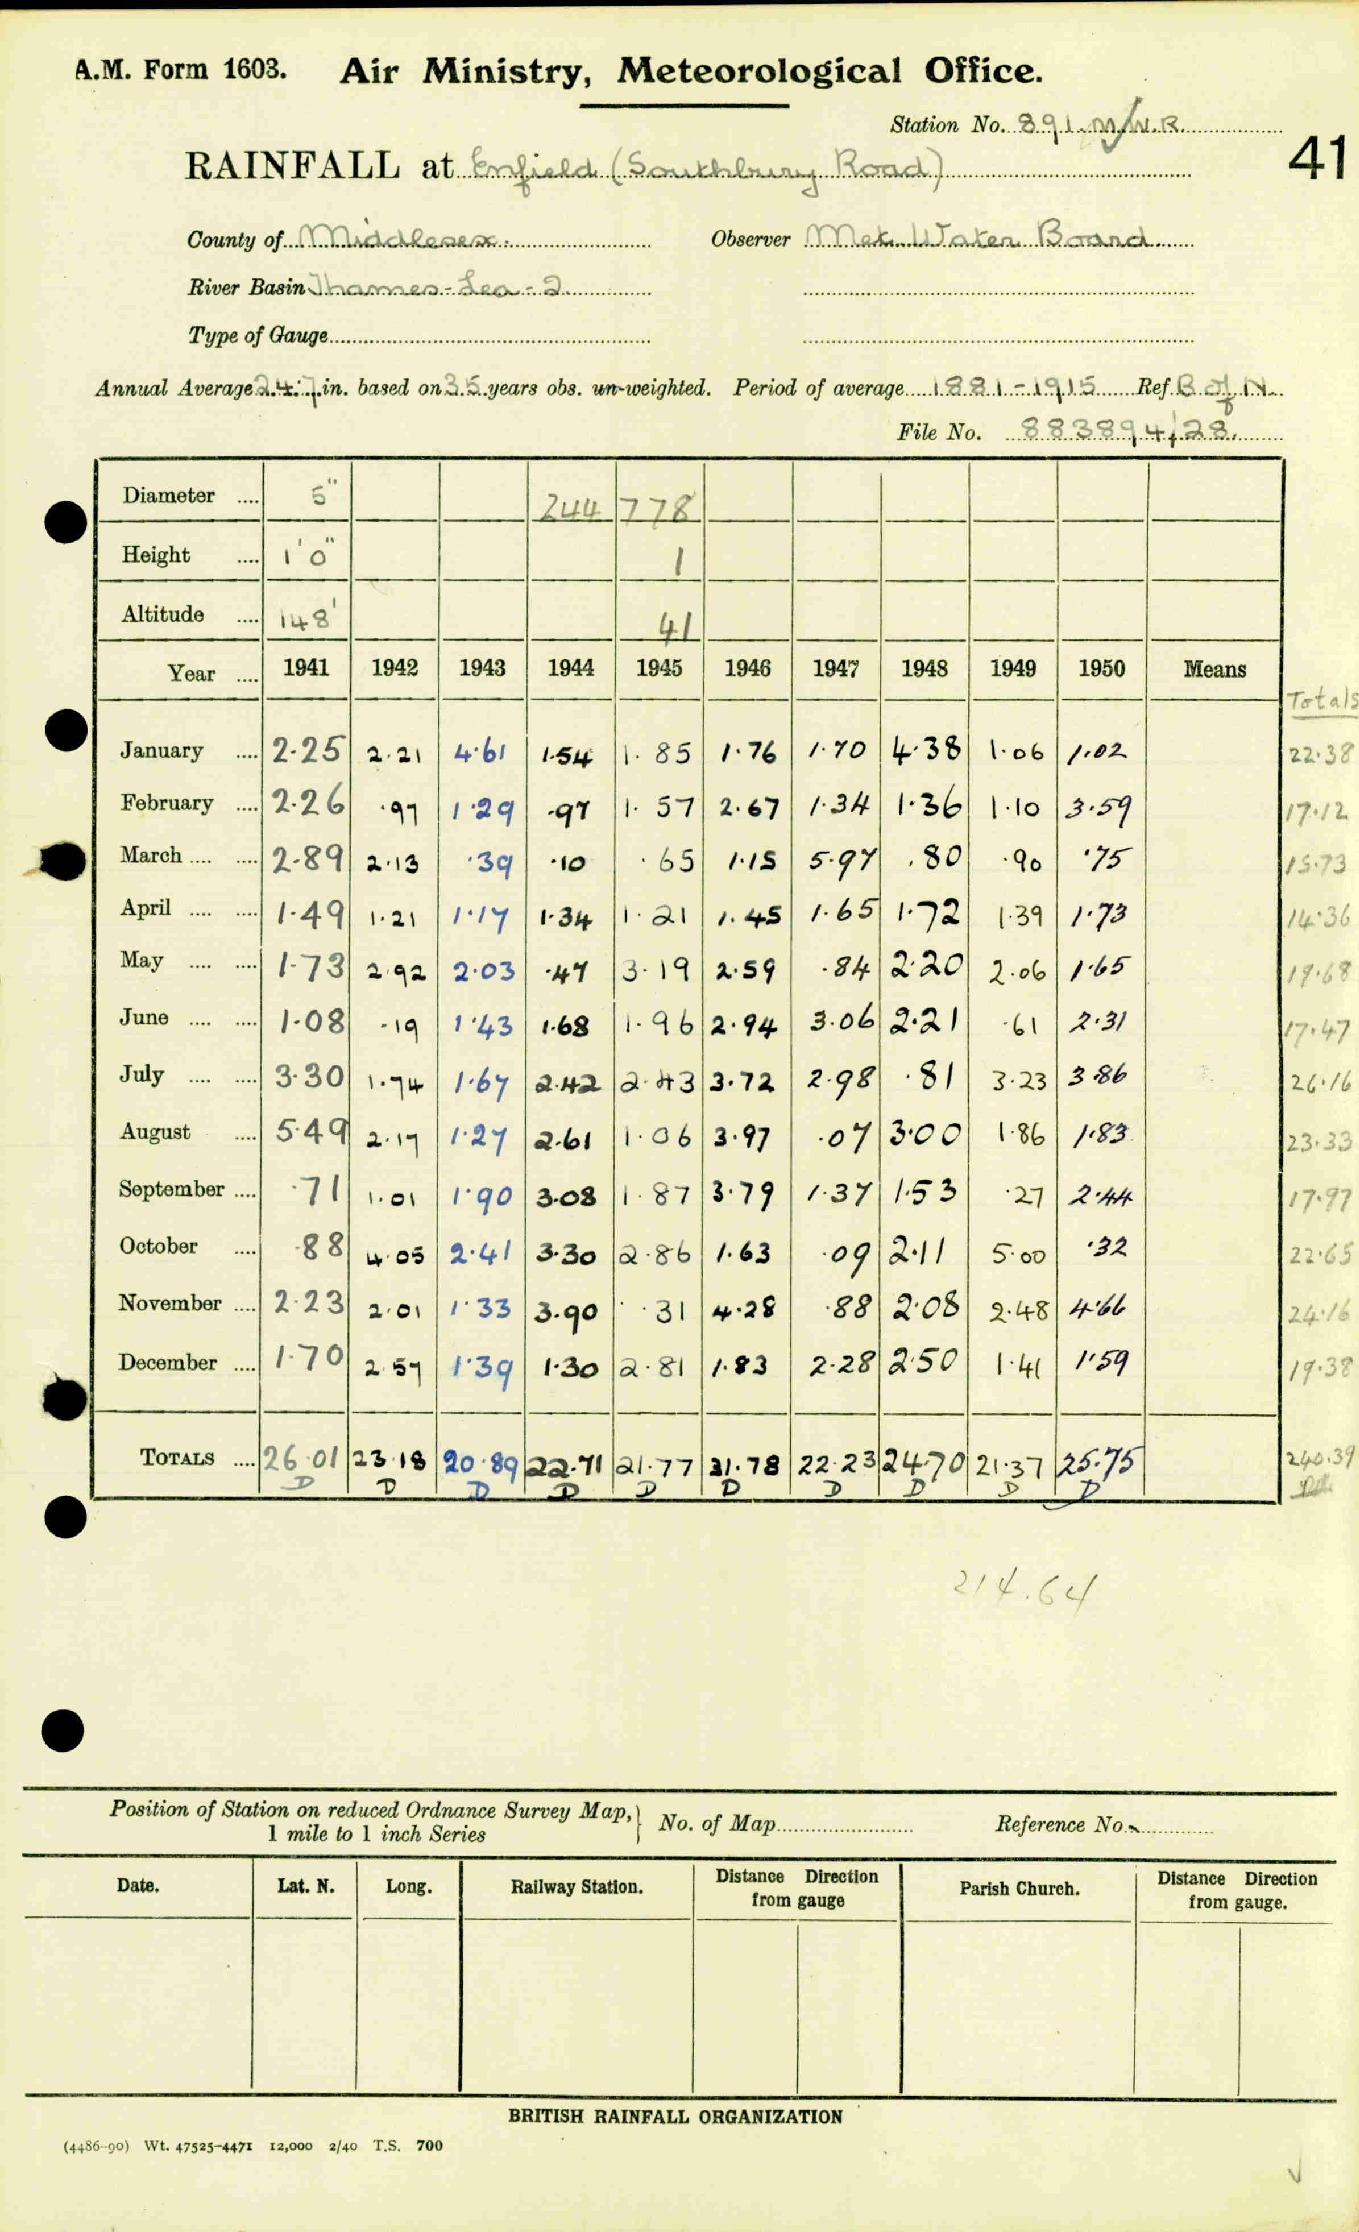 A.M. Form 1603. Air Ministry, Meteorological Office.
Station No. 891.M/W.R.
41
RAINFALL at Enfield (Southbury Road)
County of Middlesex. Observer Met. Water Board
River Basin Thames-Lea-2.
Type of Gauge
Annual Average 24.7 in. based on 35 years obs. un-weighted. Period of average 1881-1915 Ref. B of N.
File No. 883894/28.
Diameter .... 5" 244 778
Height .... 1'0" 1
Altitude .... 148' 41
Year .... 1941 1942 1943 1944 1945 1946 1947 1948 1949 1950 Means
Totals
January .... 2.25 2.21 4.61 1.54 1.85 1.76 1.70 4.38 1.06 1.02 22.38
February .... 2.26 .97 1.29 .97 1.57 2.67 1.34 1.36 1.10 3.59 17.12
March .... .... 2.89 2.13 .39 .10 .65 1.15 5.97 .80 .90 .75 15.73
April .... .... 1.49 1.21 1.17 1.34 1.21 1.45 1.65 1.72 1.39 1.73 14.36
May .... .... 1.73 2.92 2.03 .47 3.19 2.59 .84 2.20 2.06 1.65 19.68
June .... .... 1.08 .19 1.43 1.68 1.96 2.94 3.06 2.21 .61 2.31 17.47
July .... .... 3.30 1.74 1.67 2.42 2.43 3.72 2.98 .81 3.23 3.86 26.16
August .... 5.49 2.17 1.27 2.61 1.06 3.97 .07 3.00 1.86 1.83 23.33
September .... .71 1.01 1.90 3.08 1.87 3.79 1.37 1.53 .27 2.44 17.97
October .... .88 4.05 2.41 3.30 2.86 1.63 .09 2.11 5.00 .32 22.65
November .... 2.23 2.01 1.33 3.90 .31 4.28 .88 2.08 2.48 4.66 24.16
December .... 1.70 2.57 1.39 1.30 2.81 1.83 2.28 2.50 1.41 1.59 19.38
TOTALS .... 26.01 23.18 20.89 22.71 21.77 31.78 22.23 24.70 21.37 25.75 240.39
D D D D D D D D D D
214.64
Position of Station on reduced Ordnance Survey Map, } No. of Map Reference No.
1 mile to 1 inch Series
Date. Lat. N. Long. Railway Station. Distance Direction from gauge Parish Church. Distance Direction from gauge.
BRITISH RAINFALL ORGANIZATION
(4486-90) Wt. 47525-4471 12,000 2/40 T.S. 700